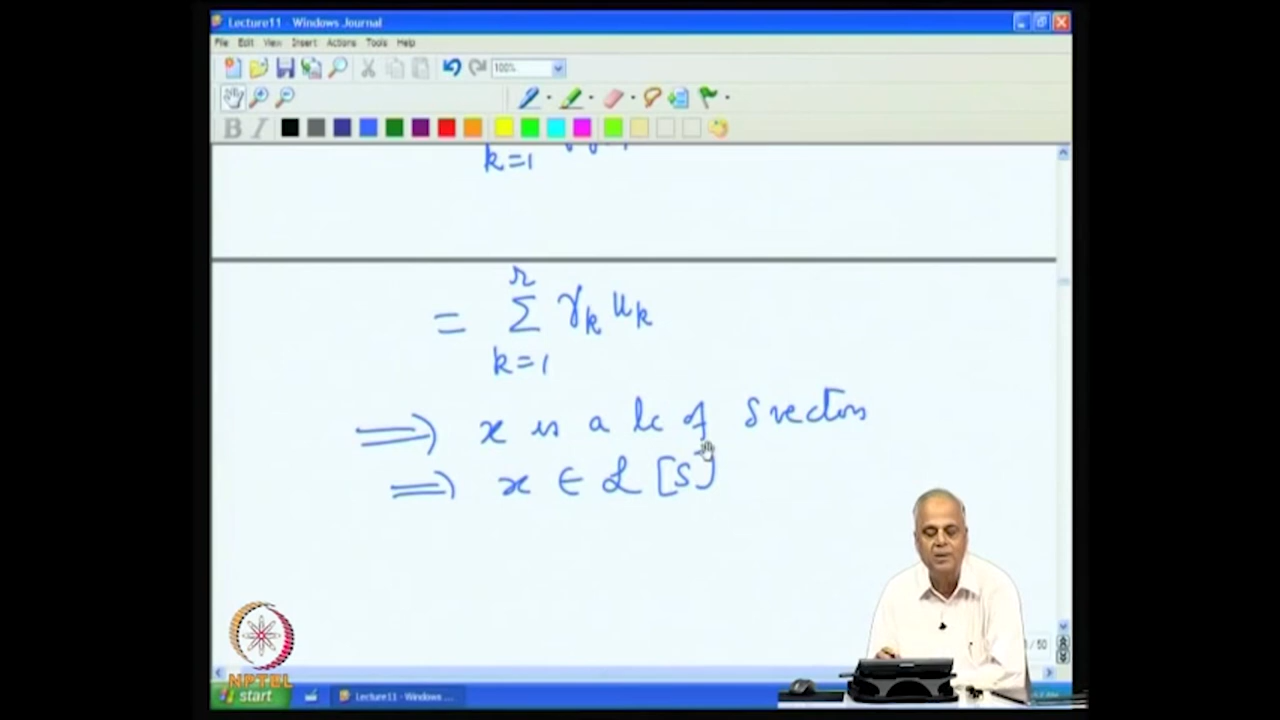 Lecture11 - Windows Journal
File Edit View Insert Actions Tools Help
100%
B I
k=1
= r
Σ γk uk
k=1
⟹ x is a lc of S vectors
⟹ x ∈ 𝓛 [S]
/ 50
NPTEL
start Lecture11 - Windows ...